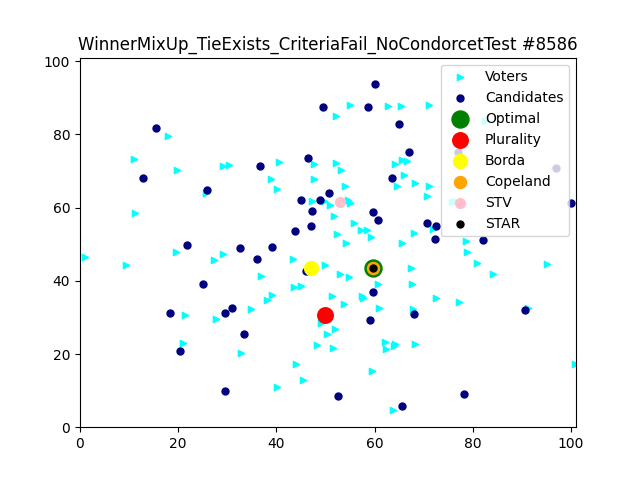 WinnerMixUp_TieExists_CriteriaFail_NoCondorcetTest #8586
100
80
60
40
20
0
0 20 40 60 80 100
Voters
Candidates
Optimal
Plurality
Borda
Copeland
STV
STAR